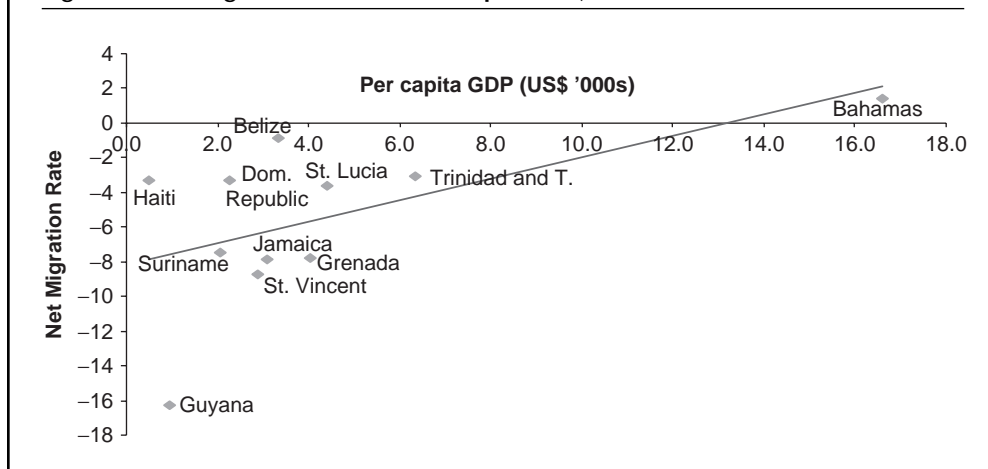 4
Per capita GDP (US$ ’000s)
2
Bahamas
0
Belize
0.0 2.0 4.0 6.0 8.0 10.0 12.0 14.0 16.0 18.0
–2
Dom. St. Lucia Trinidad and T.
–4
Haiti Republic
–6
Jamaica
–8
Suriname Grenada
St. Vincent
–10
–12
–14
–16
Guyana
–18
Net Migration Rate